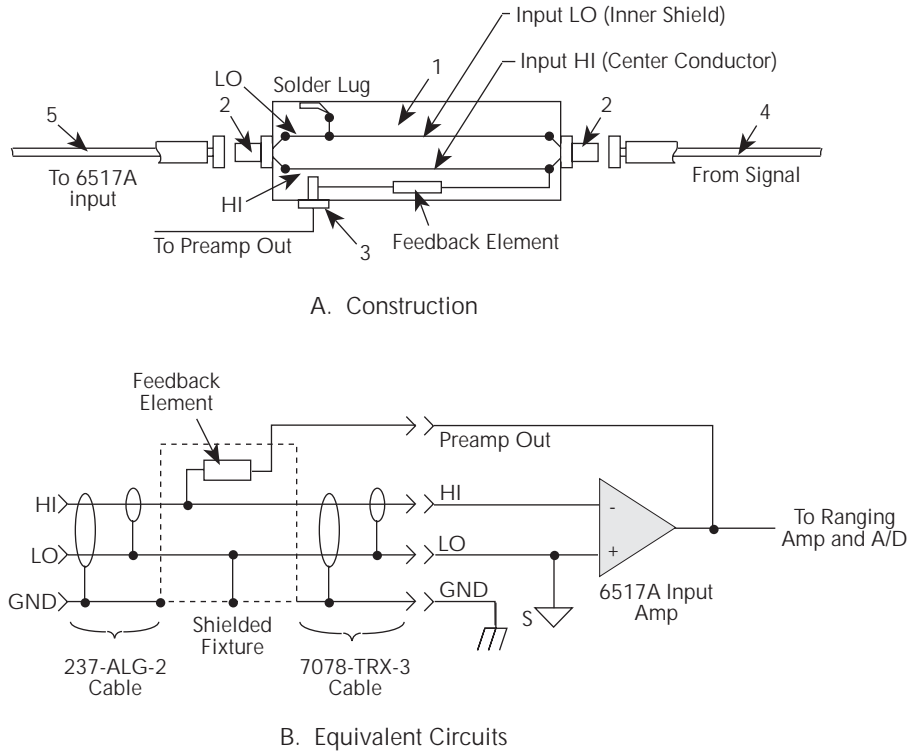 Input LO (Inner Shield)
Input HI (Center Conductor)
LO
Solder Lug
1
5
2
2
4
To 6517A
input
From Signal
HI
To Preamp Out
3
Feedback Element
A. Construction
Feedback
Element
Preamp Out
HI
HI
-
To Ranging
Amp and A/D
LO
LO
+
6517A Input
Amp
GND
GND
S
Shielded
Fixture
237-ALG-2
Cable
7078-TRX-3
Cable
B. Equivalent Circuits